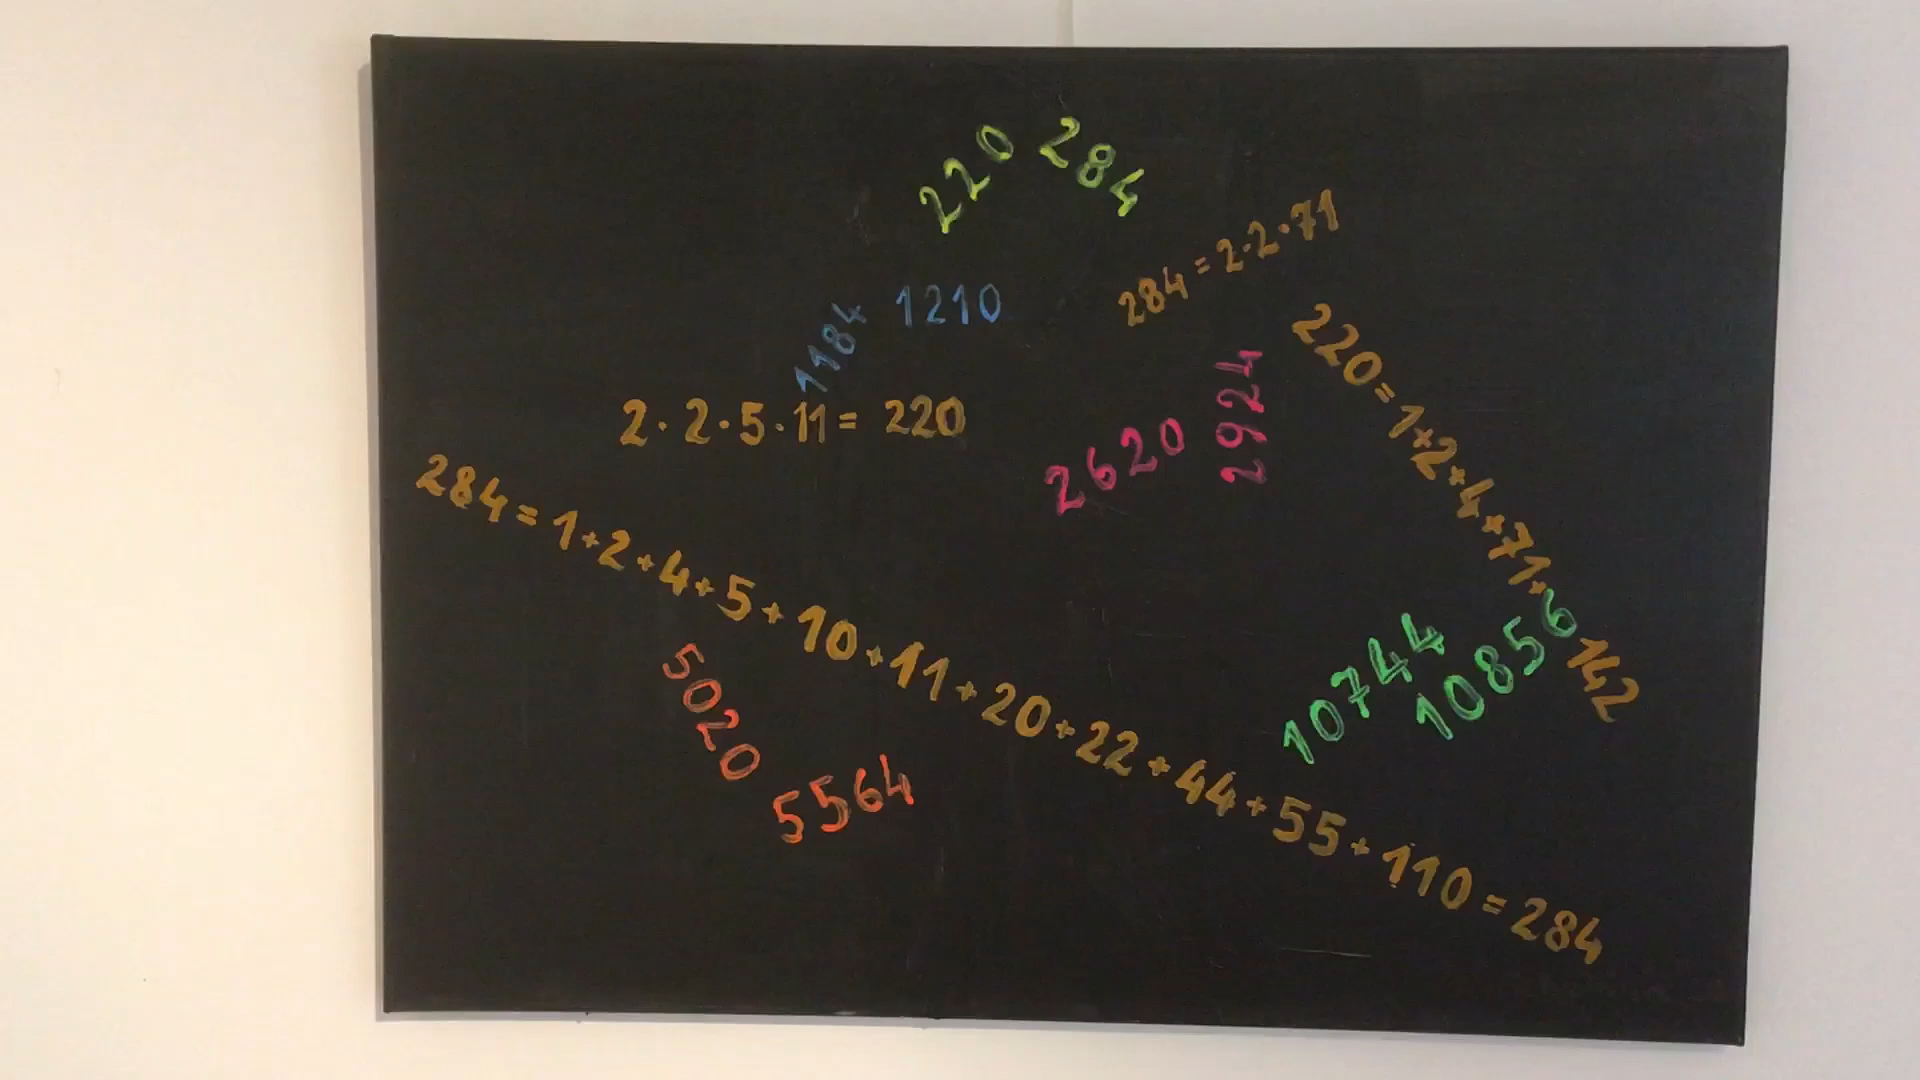 220 284
284 = 2·2·71
1184 1210
220 = 1+2+4+71+142
2·2·5·11 = 220
2620 2924
284 = 1+2+4+5+10+11+20+22+44+55+110 = 284
10744
10856
5020
5564